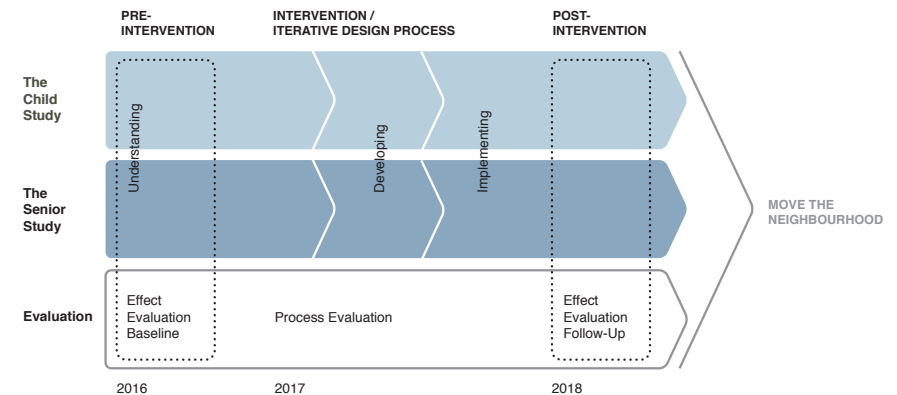 PRE-
INTERVENTION
INTERVENTION /
ITERATIVE DESIGN PROCESS
POST-
INTERVENTION
The
Child
Study
Understanding
Developing
Implementing
The
Senior
Study
MOVE THE
NEIGHBOURHOOD
Evaluation
Effect
Evaluation
Baseline
Process Evaluation
Effect
Evaluation
Follow-Up
2016
2017
2018